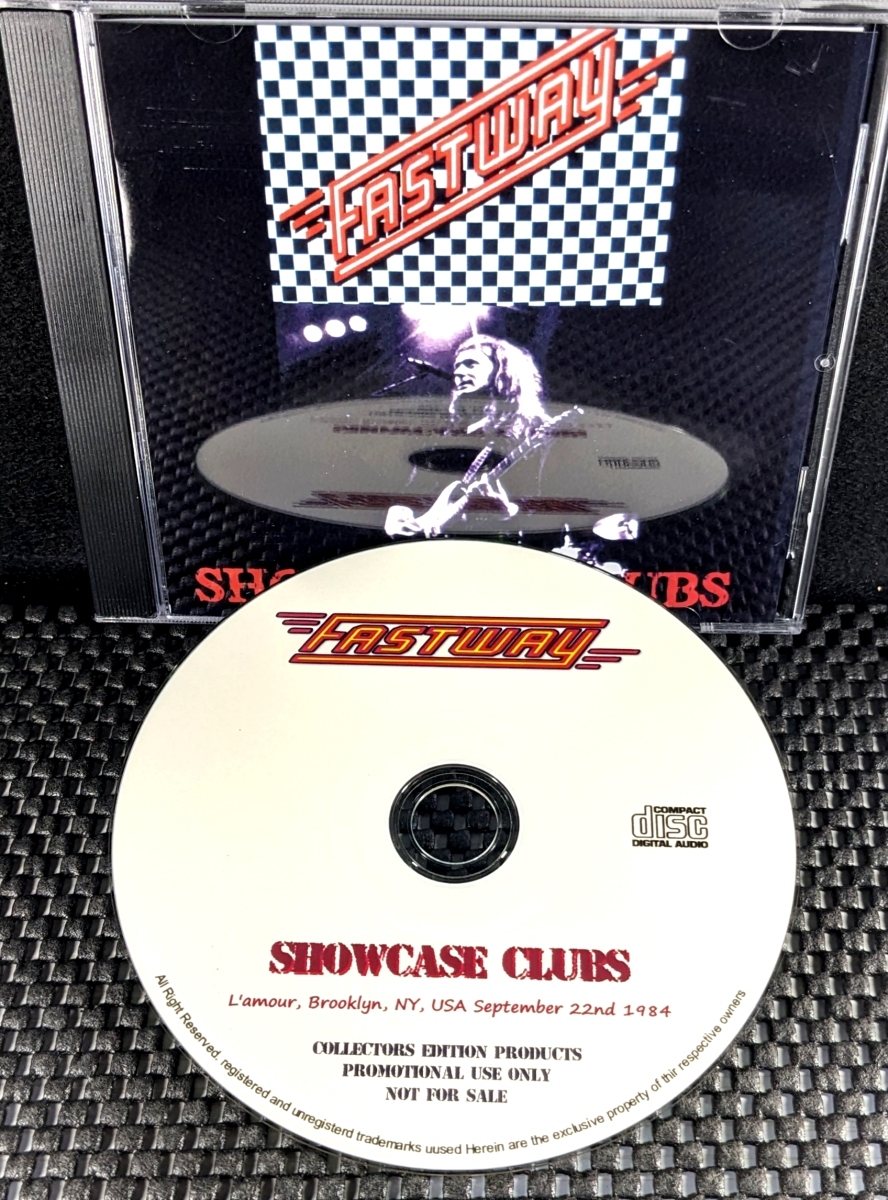 FASTWAY
SHO UBS
FASTWAY
COMPACT
disc
DIGITAL AUDIO
SHOWCASE CLUBS
L'amour, Brooklyn, NY, USA September 22nd 1984
COLLECTORS EDITION PRODUCTS
PROMOTIONAL USE ONLY
NOT FOR SALE
All Right Reserved. registered and unregisterd trademarks uused Herein are the exclusive property of thir respective owners